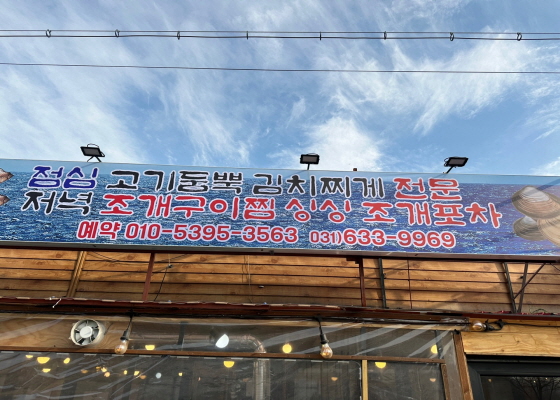 점심 고기듬뿍 김치찌게 전문
저녁 조개구이찜 싱싱 조개포차
예약 010-5395-3563 031)633-9969